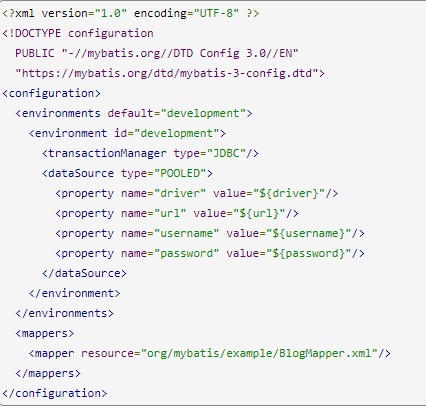 <?xml version="1.0" encoding="UTF-8" ?>
<!DOCTYPE configuration
  PUBLIC "-//mybatis.org//DTD Config 3.0//EN"
  "https://mybatis.org/dtd/mybatis-3-config.dtd">
<configuration>
  <environments default="development">
    <environment id="development">
      <transactionManager type="JDBC"/>
      <dataSource type="POOLED">
        <property name="driver" value="${driver}"/>
        <property name="url" value="${url}"/>
        <property name="username" value="${username}"/>
        <property name="password" value="${password}"/>
      </dataSource>
    </environment>
  </environments>
  <mappers>
    <mapper resource="org/mybatis/example/BlogMapper.xml"/>
  </mappers>
</configuration>